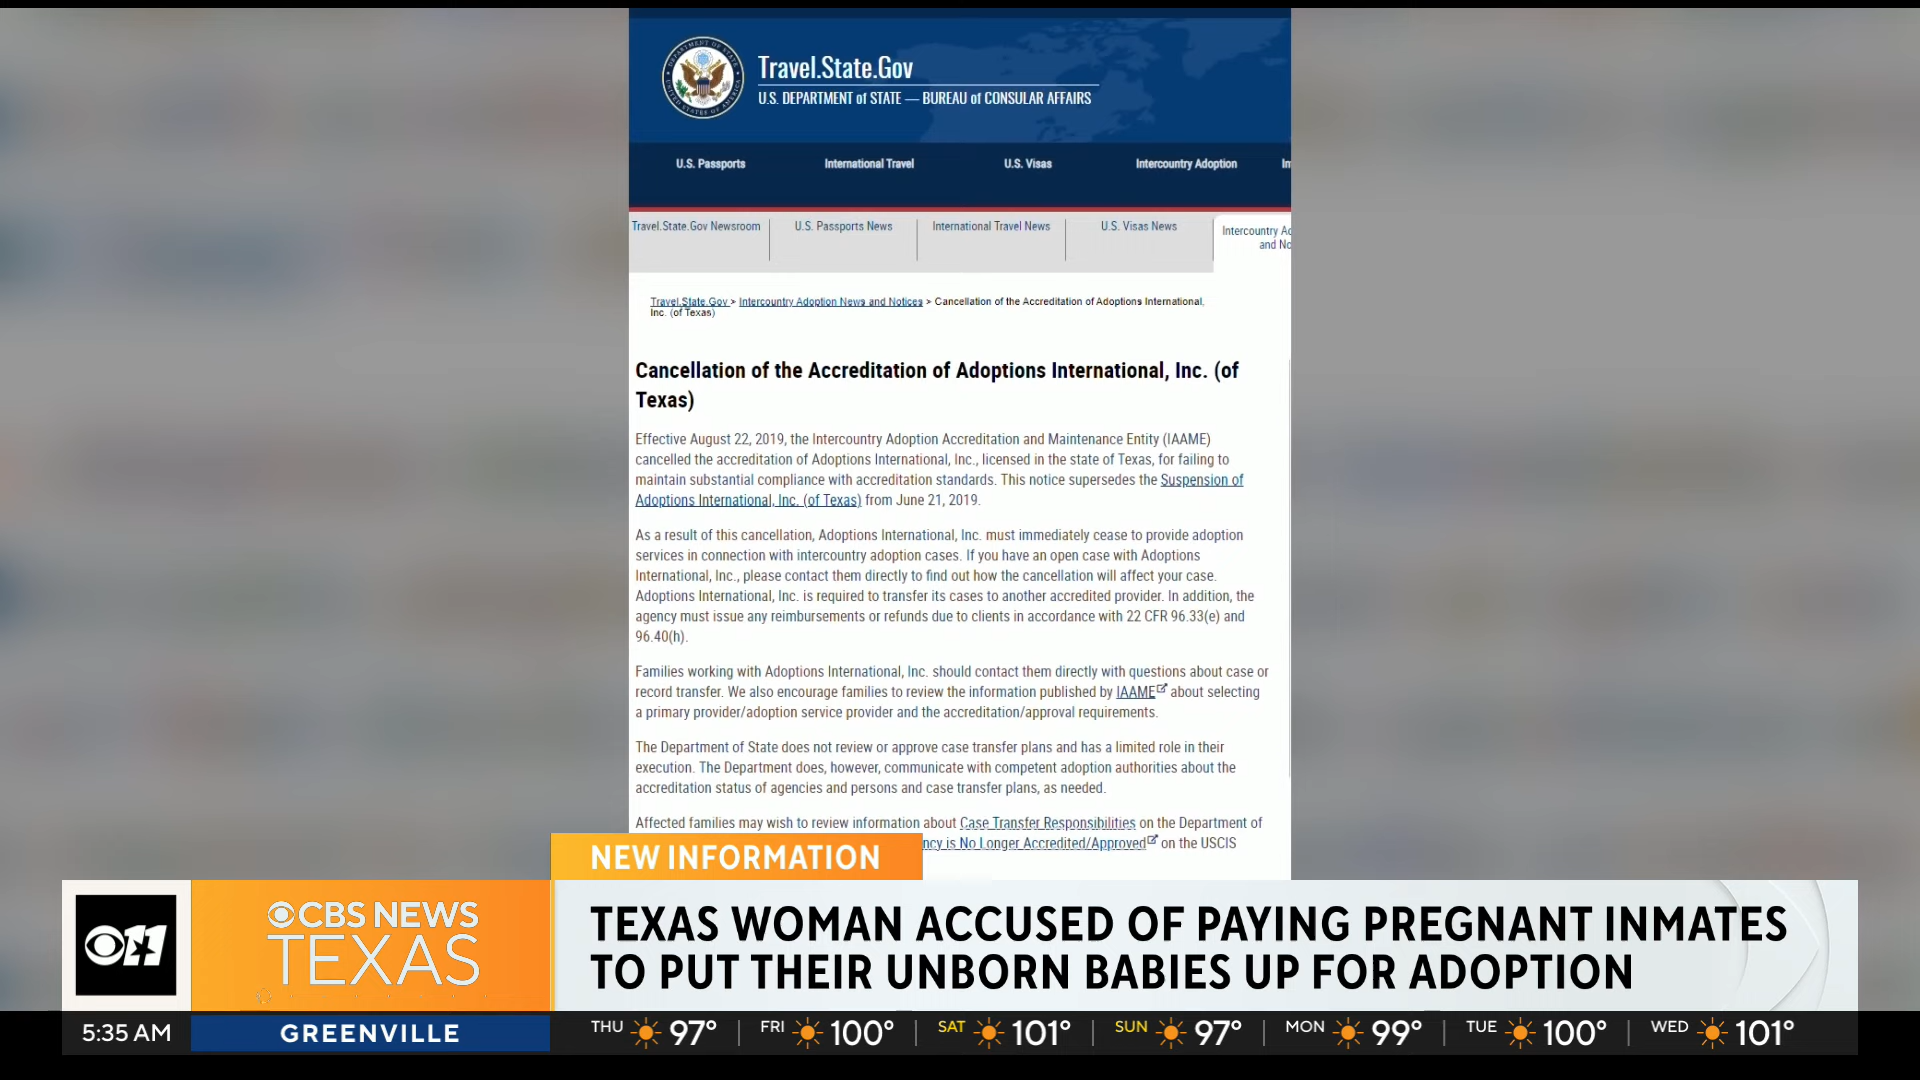 Travel.State.Gov
U.S. DEPARTMENT of STATE — BUREAU of CONSULAR AFFAIRS
U.S. Passports
International Travel
U.S. Visas
Intercountry Adoption
In
Travel.State.Gov Newsroom
U.S. Passports News
International Travel News
U.S. Visas News
Intercountry Ad
and No
Travel.State.Gov > Intercountry Adoption News and Notices > Cancellation of the Accreditation of Adoptions International,
Inc. (of Texas)
Cancellation of the Accreditation of Adoptions International, Inc. (of
Texas)
Effective August 22, 2019, the Intercountry Adoption Accreditation and Maintenance Entity (IAAME)
cancelled the accreditation of Adoptions International, Inc., licensed in the state of Texas, for failing to
maintain substantial compliance with accreditation standards. This notice supersedes the Suspension of
Adoptions International, Inc. (of Texas) from June 21, 2019.
As a result of this cancellation, Adoptions International, Inc. must immediately cease to provide adoption
services in connection with intercountry adoption cases. If you have an open case with Adoptions
International, Inc., please contact them directly to find out how the cancellation will affect your case.
Adoptions International, Inc. is required to transfer its cases to another accredited provider. In addition, the
agency must issue any reimbursements or refunds due to clients in accordance with 22 CFR 96.33(e) and
96.40(h).
Families working with Adoptions International, Inc. should contact them directly with questions about case or
record transfer. We also encourage families to review the information published by IAAME about selecting
a primary provider/adoption service provider and the accreditation/approval requirements.
The Department of State does not review or approve case transfer plans and has a limited role in their
execution. The Department does, however, communicate with competent adoption authorities about the
accreditation status of agencies and persons and case transfer plans, as needed.
Affected families may wish to review information about Case Transfer Responsibilities on the Department of
ncy is No Longer Accredited/Approved on the USCIS
NEW INFORMATION
TEXAS WOMAN ACCUSED OF PAYING PREGNANT INMATES
TO PUT THEIR UNBORN BABIES UP FOR ADOPTION
11
CBS NEWS
TEXAS
5:35 AM
GREENVILLE
THU 97° FRI 100° SAT 101° SUN 97° MON 99° TUE 100° WED 101°